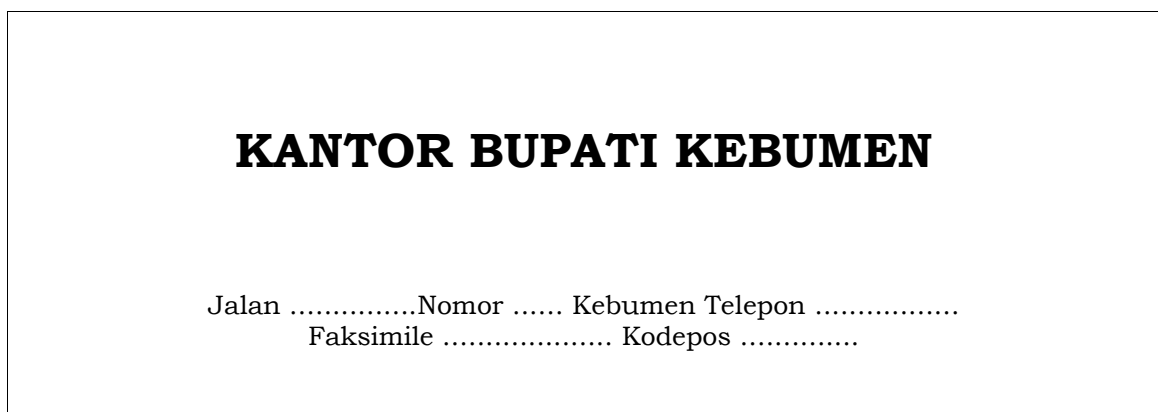 KANTOR BUPATI KEBUMEN
Jalan ...............Nomor ...... Kebumen Telepon .................
Faksimile .................... Kodepos ..............